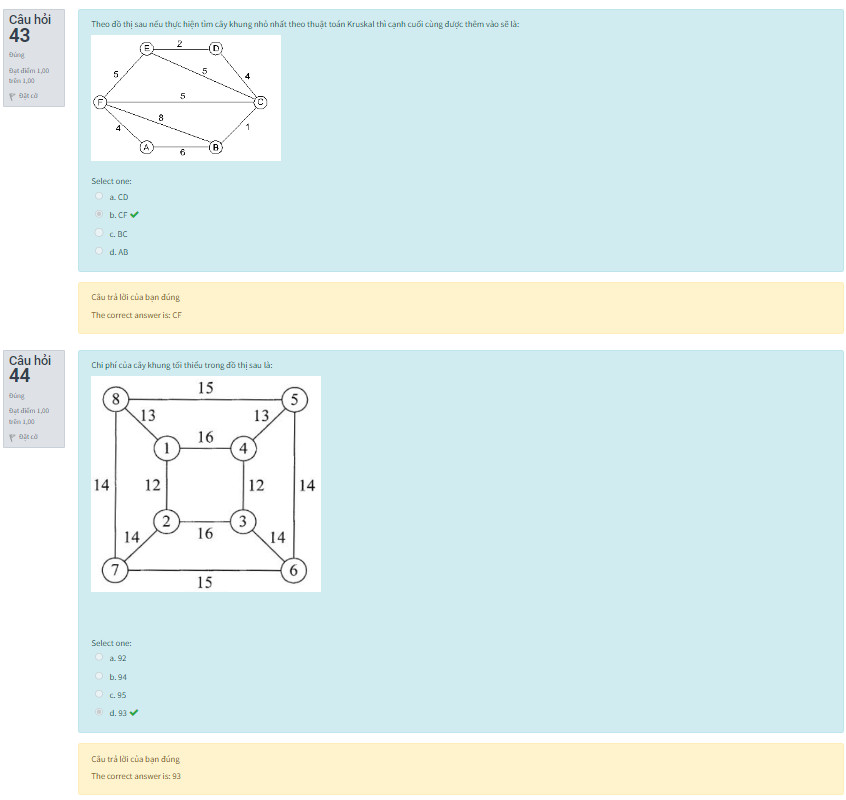 Câu hỏi
43
Đúng
Đạt điểm 1,00
trên 1,00
Đặt cờ
Theo đồ thị sau nếu thực hiện tìm cây khung nhỏ nhất theo thuật toán Kruskal thì cạnh cuối cùng được thêm vào sẽ là:
E 2 D
5 5 4
F 5 C
8
4 1
A 6 B
Select one:
a. CD
b. CF
c. BC
d. AB
Câu trả lời của bạn đúng
The correct answer is: CF
Câu hỏi
44
Đúng
Đạt điểm 1,00
trên 1,00
Đặt cờ
Chi phí của cây khung tối thiểu trong đồ thị sau là:
8 15 5
13 13
1 16 4
14 12 12 14
2 16 3
14 14
7 15 6
Select one:
a. 92
b. 94
c. 95
d. 93
Câu trả lời của bạn đúng
The correct answer is: 93